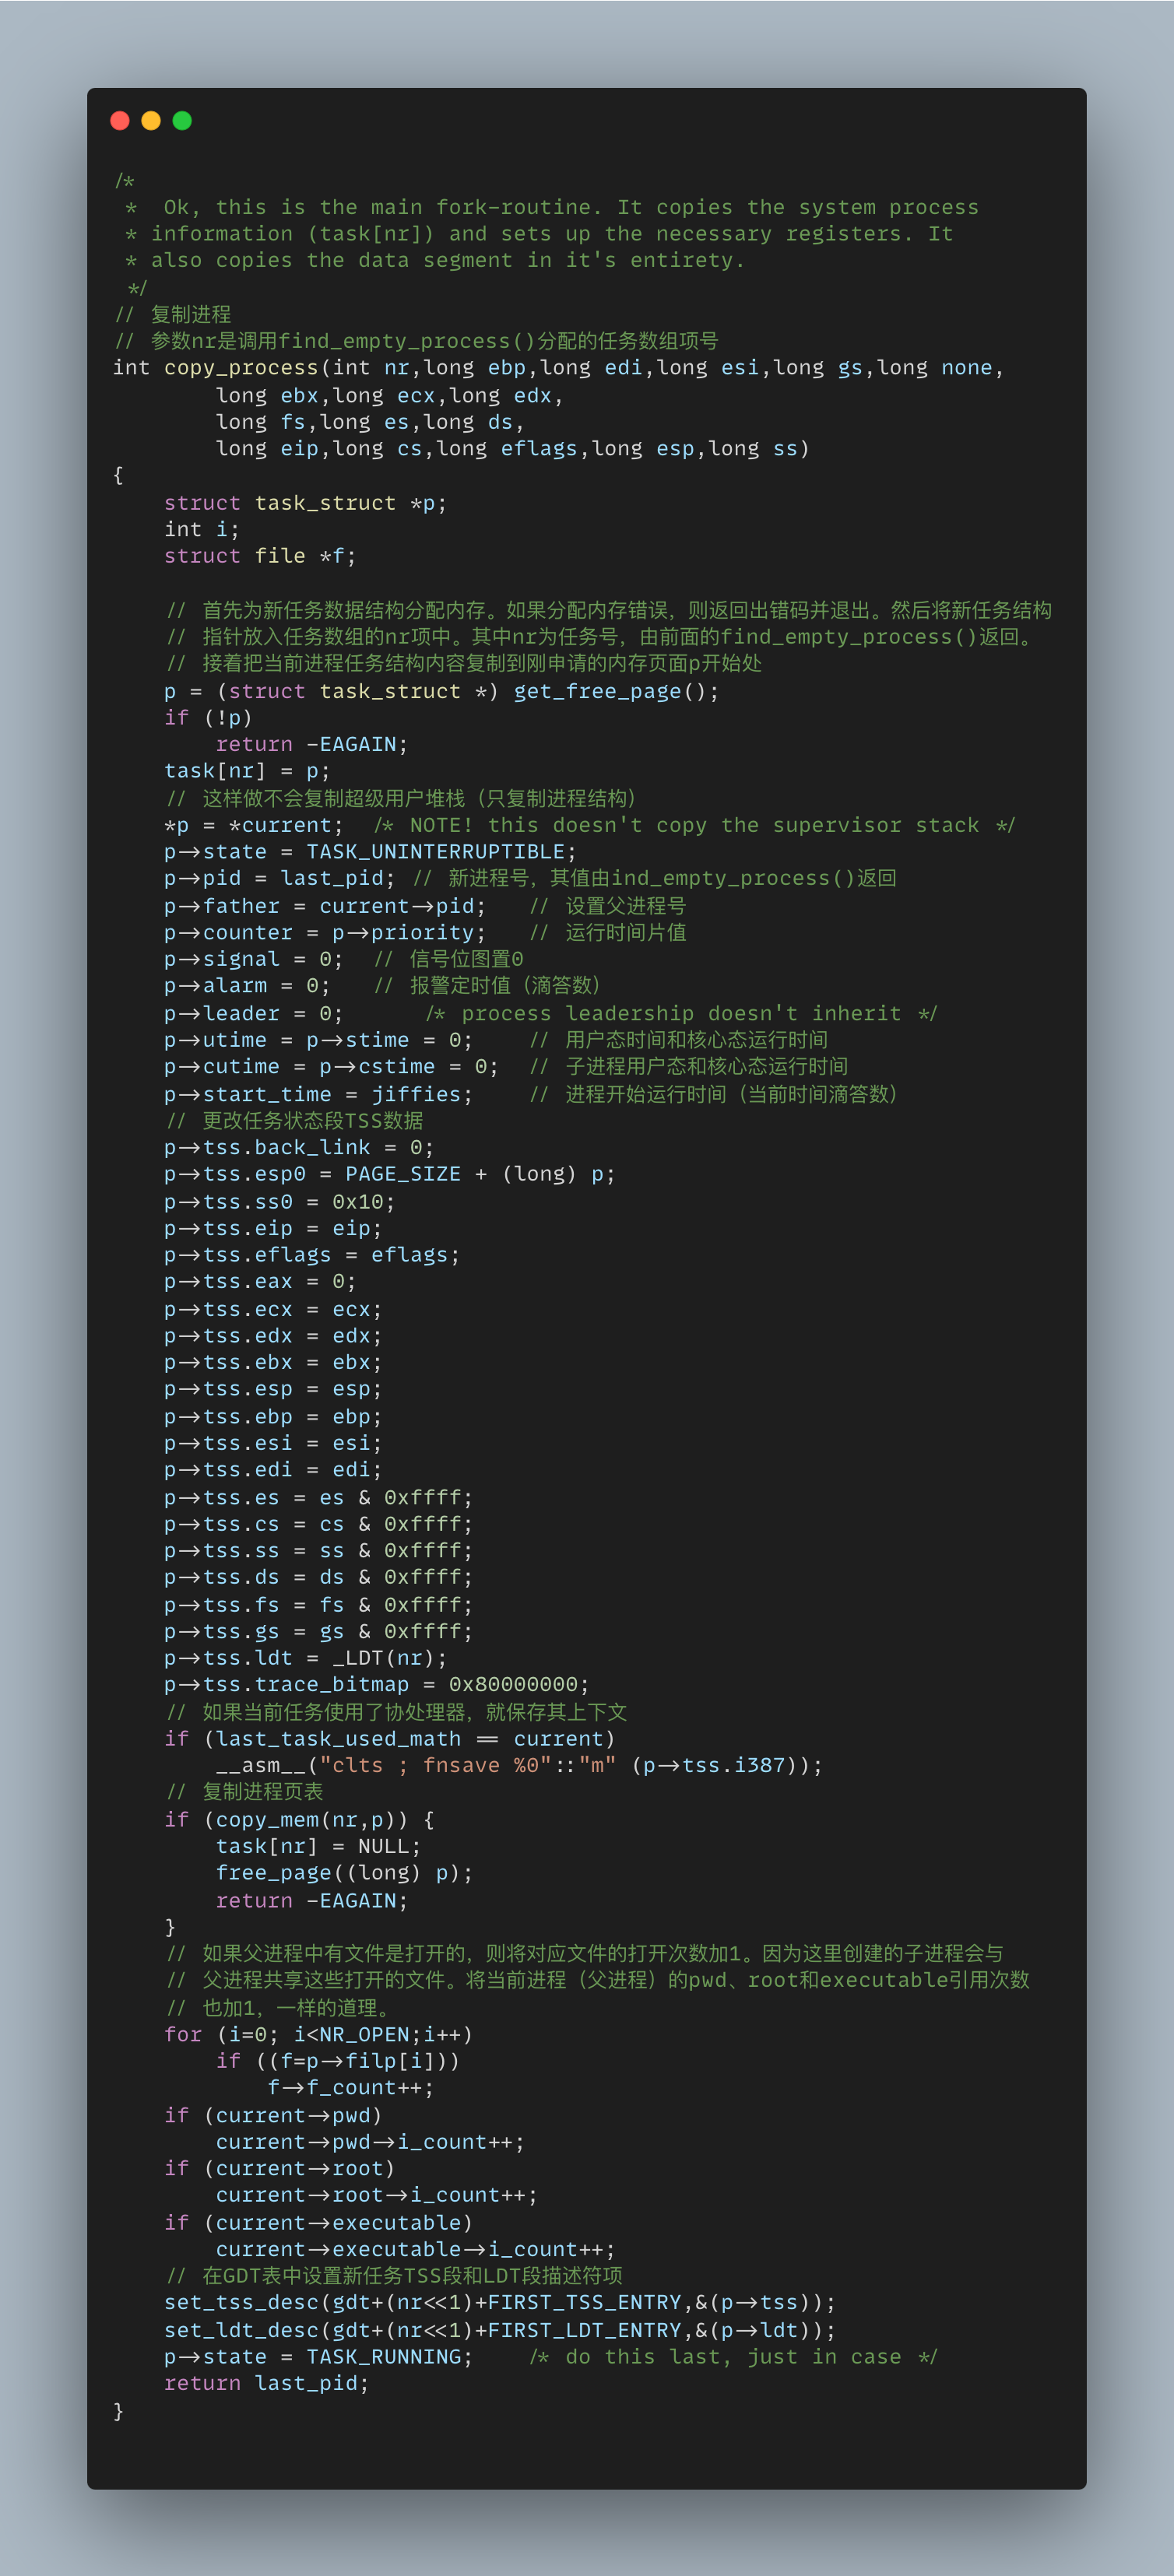 /*
 *  Ok, this is the main fork-routine. It copies the system process
 * information (task[nr]) and sets up the necessary registers. It
 * also copies the data segment in it's entirety.
 */
// 复制进程
// 参数nr是调用find_empty_process()分配的任务数组项号
int copy_process(int nr,long ebp,long edi,long esi,long gs,long none,
        long ebx,long ecx,long edx,
        long fs,long es,long ds,
        long eip,long cs,long eflags,long esp,long ss)
{
    struct task_struct *p;
    int i;
    struct file *f;

    // 首先为新任务数据结构分配内存。如果分配内存错误，则返回出错码并退出。然后将新任务结构
    // 指针放入任务数组的nr项中。其中nr为任务号，由前面的find_empty_process()返回。
    // 接着把当前进程任务结构内容复制到刚申请的内存页面p开始处
    p = (struct task_struct *) get_free_page();
    if (!p)
        return -EAGAIN;
    task[nr] = p;
    // 这样做不会复制超级用户堆栈（只复制进程结构）
    *p = *current;  /* NOTE! this doesn't copy the supervisor stack */
    p->state = TASK_UNINTERRUPTIBLE;
    p->pid = last_pid; // 新进程号，其值由ind_empty_process()返回
    p->father = current->pid;   // 设置父进程号
    p->counter = p->priority;   // 运行时间片值
    p->signal = 0;  // 信号位图置0
    p->alarm = 0;   // 报警定时值（滴答数）
    p->leader = 0;      /* process leadership doesn't inherit */
    p->utime = p->stime = 0;    // 用户态时间和核心态运行时间
    p->cutime = p->cstime = 0;  // 子进程用户态和核心态运行时间
    p->start_time = jiffies;    // 进程开始运行时间（当前时间滴答数）
    // 更改任务状态段TSS数据
    p->tss.back_link = 0;
    p->tss.esp0 = PAGE_SIZE + (long) p;
    p->tss.ss0 = 0x10;
    p->tss.eip = eip;
    p->tss.eflags = eflags;
    p->tss.eax = 0;
    p->tss.ecx = ecx;
    p->tss.edx = edx;
    p->tss.ebx = ebx;
    p->tss.esp = esp;
    p->tss.ebp = ebp;
    p->tss.esi = esi;
    p->tss.edi = edi;
    p->tss.es = es & 0xffff;
    p->tss.cs = cs & 0xffff;
    p->tss.ss = ss & 0xffff;
    p->tss.ds = ds & 0xffff;
    p->tss.fs = fs & 0xffff;
    p->tss.gs = gs & 0xffff;
    p->tss.ldt = _LDT(nr);
    p->tss.trace_bitmap = 0x80000000;
    // 如果当前任务使用了协处理器，就保存其上下文
    if (last_task_used_math == current)
        __asm__("clts ; fnsave %0"::"m" (p->tss.i387));
    // 复制进程页表
    if (copy_mem(nr,p)) {
        task[nr] = NULL;
        free_page((long) p);
        return -EAGAIN;
    }
    // 如果父进程中有文件是打开的，则将对应文件的打开次数加1。因为这里创建的子进程会与
    // 父进程共享这些打开的文件。将当前进程（父进程）的pwd、root和executable引用次数
    // 也加1，一样的道理。
    for (i=0; i<NR_OPEN;i++)
        if ((f=p->filp[i]))
            f->f_count++;
    if (current->pwd)
        current->pwd->i_count++;
    if (current->root)
        current->root->i_count++;
    if (current->executable)
        current->executable->i_count++;
    // 在GDT表中设置新任务TSS段和LDT段描述符项
    set_tss_desc(gdt+(nr<<1)+FIRST_TSS_ENTRY,&(p->tss));
    set_ldt_desc(gdt+(nr<<1)+FIRST_LDT_ENTRY,&(p->ldt));
    p->state = TASK_RUNNING;    /* do this last, just in case */
    return last_pid;
}